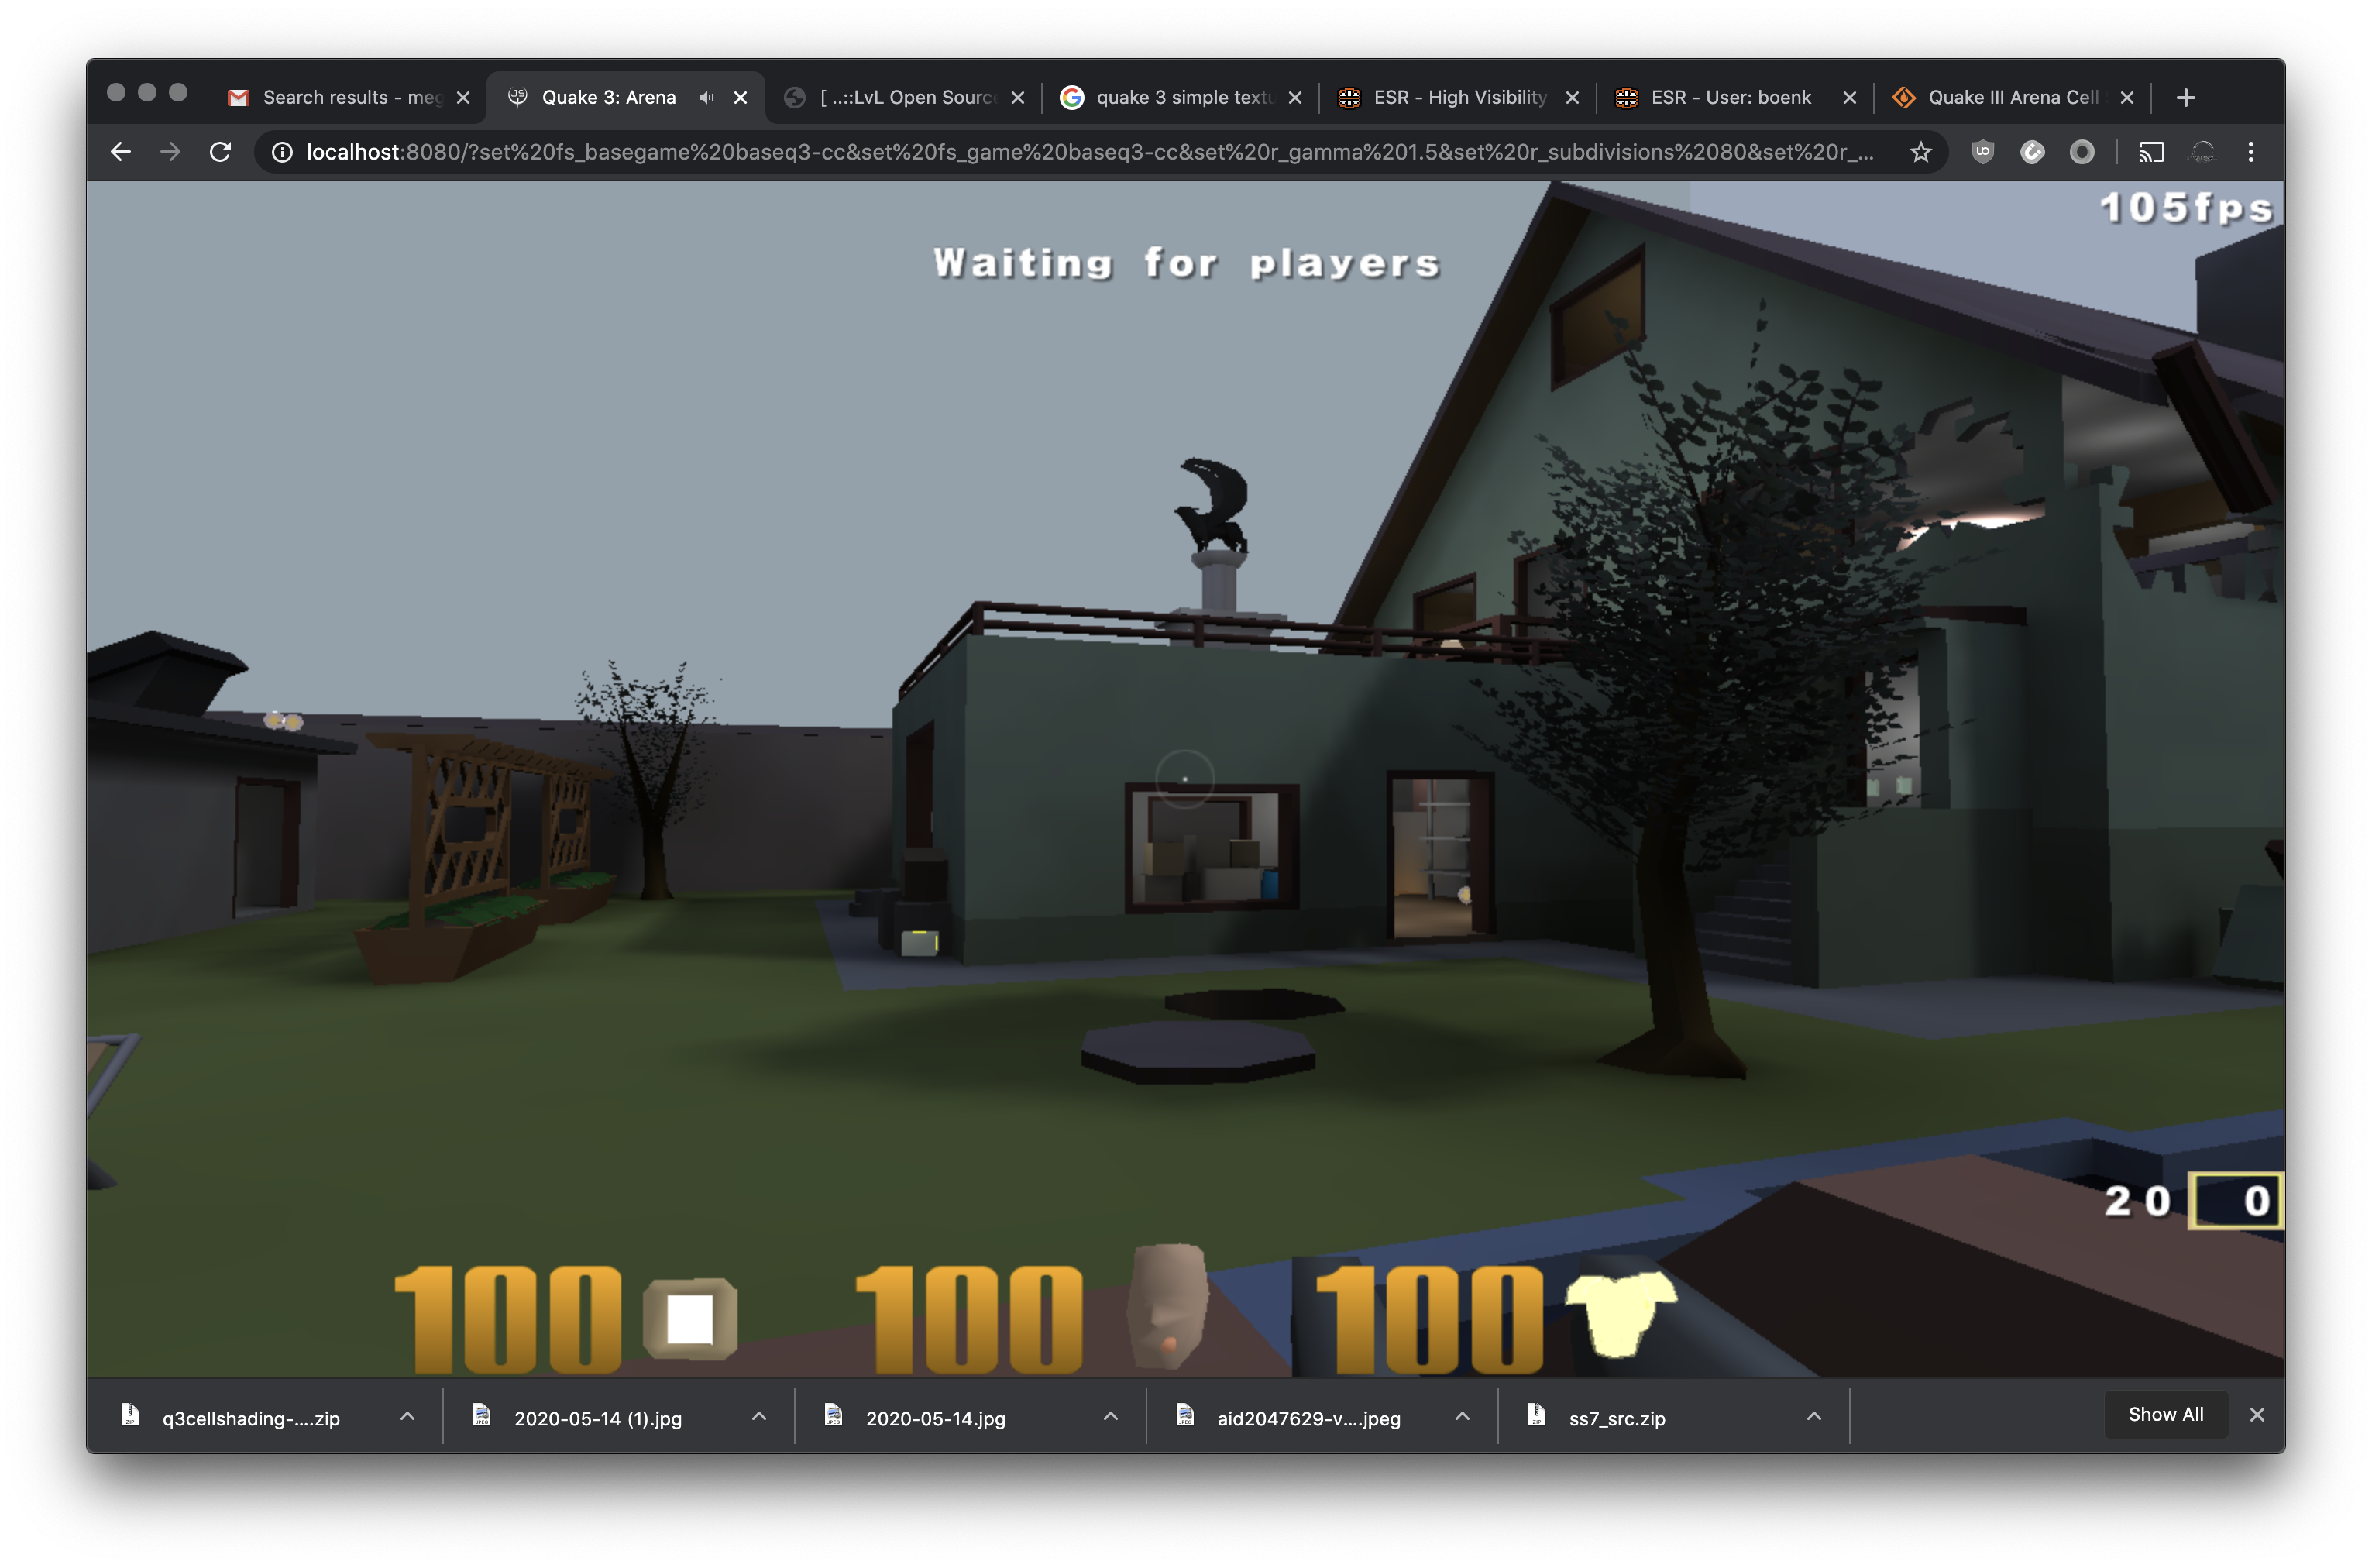 Search results - meg
Quake 3: Arena
[ ..::LvL Open Source
quake 3 simple textu
ESR - High Visibility
ESR - User: boenk
Quake III Arena Cell
localhost:8080/?set%20fs_basegame%20baseq3-cc&set%20fs_game%20baseq3-cc&set%20r_gamma%201.5&set%20r_subdivisions%2080&set%20r_...
105fps
Waiting for players
20 0
100 100 100
q3cellshading-....zip
2020-05-14 (1).jpg
2020-05-14.jpg
aid2047629-v....jpeg
ss7_src.zip
Show All